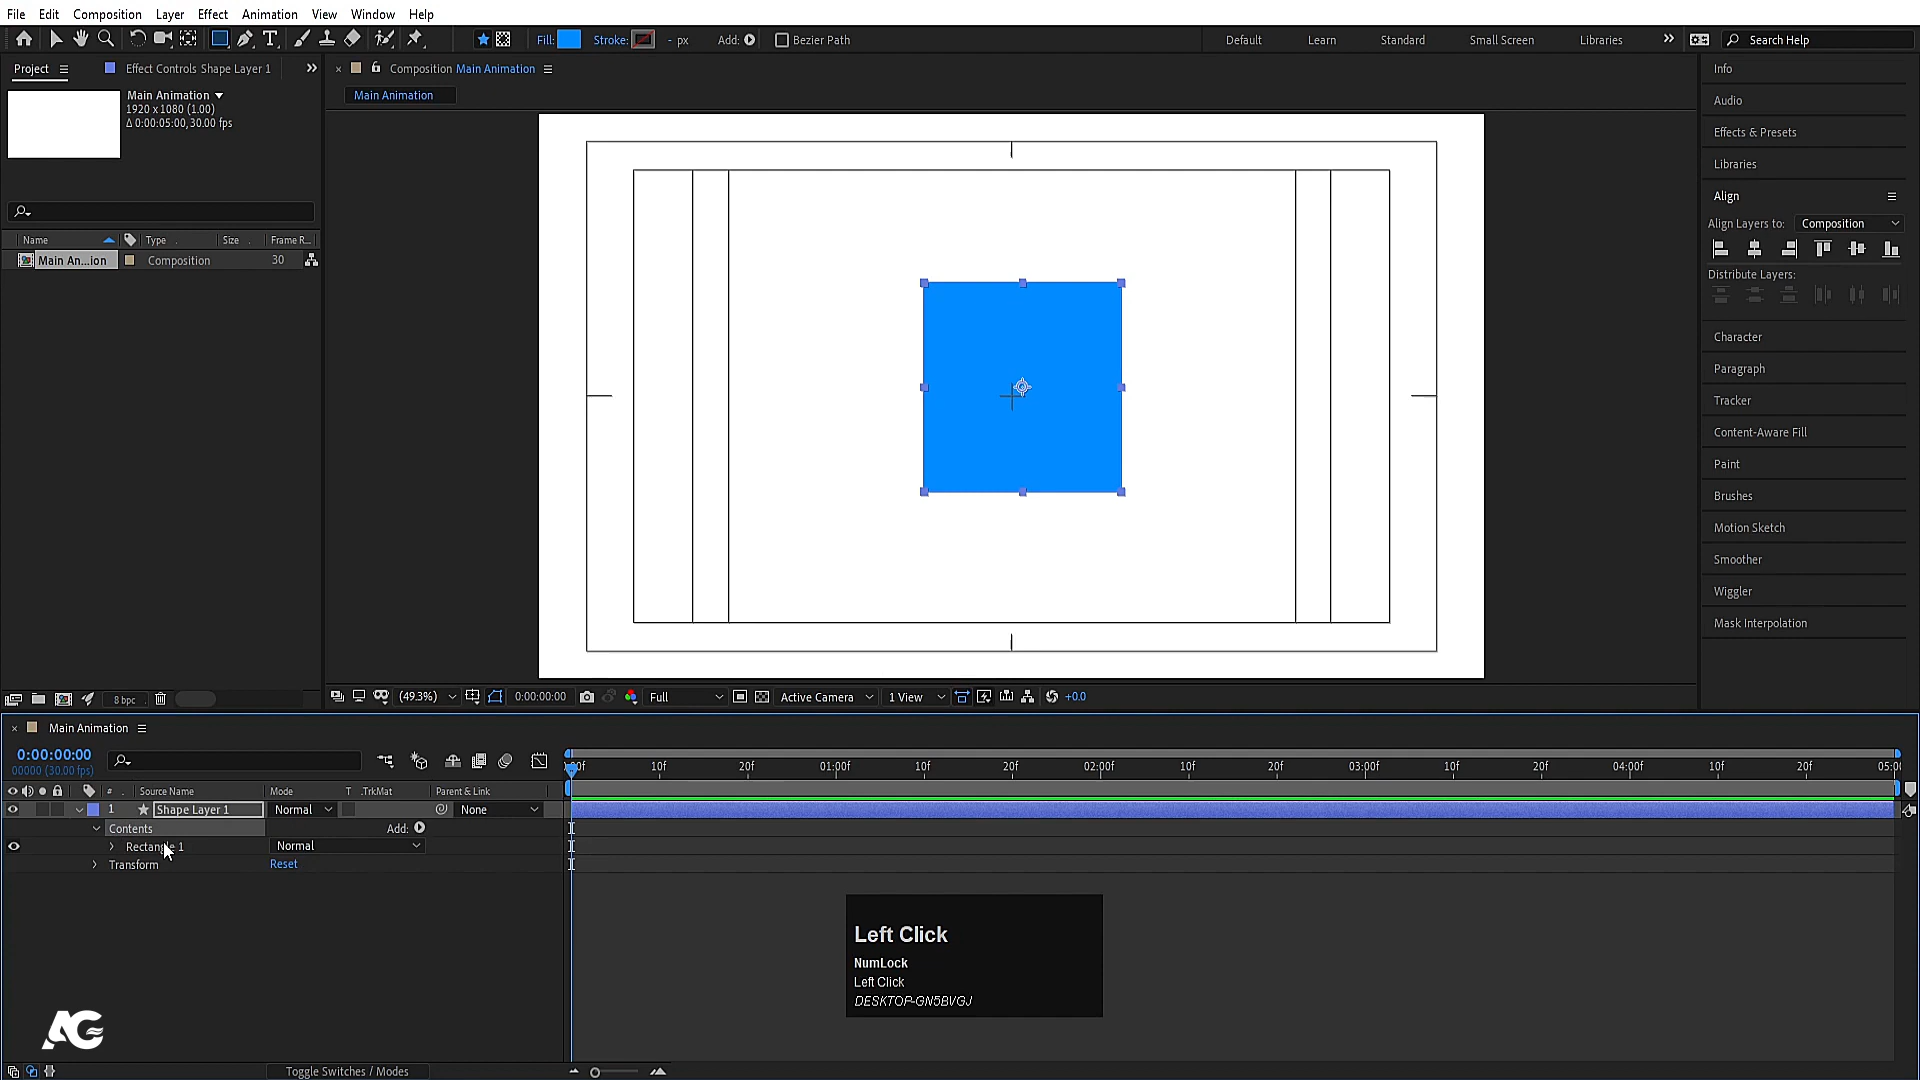 File Edit Composition Layer Effect Animation View Window Help
Fill: Stroke: - px Add: Bezier Path Default Learn Standard Small Screen Libraries Search Help
Project Effect Controls Shape Layer 1
Composition Main Animation
Main Animation
Main Animation
1920 x 1080 (1.00)
Δ 0:00:05:00, 30.00 fps
Name Type Size Frame R...
Main An...ion Composition 30
8 bpc
(49.3%) 0:00:00:00 Full Active Camera 1 View +0.0
Info
Audio
Effects & Presets
Libraries
Align
Align Layers to: Composition
Distribute Layers:
Character
Paragraph
Tracker
Content-Aware Fill
Paint
Brushes
Motion Sketch
Smoother
Wiggler
Mask Interpolation
Main Animation
0:00:00:00
00000 (30.00 fps)
10f 20f 01:00f 10f 20f 02:00f 10f 20f 03:00f 10f 20f 04:00f 10f 20f 05:00
# Source Name Mode T .TrkMat Parent & Link
1 Shape Layer 1 Normal None
Contents Add:
Rectangle 1 Normal
Transform Reset
Left Click
NumLock
Left Click
DESKTOP-GN5BVGJ
AG
Toggle Switches / Modes